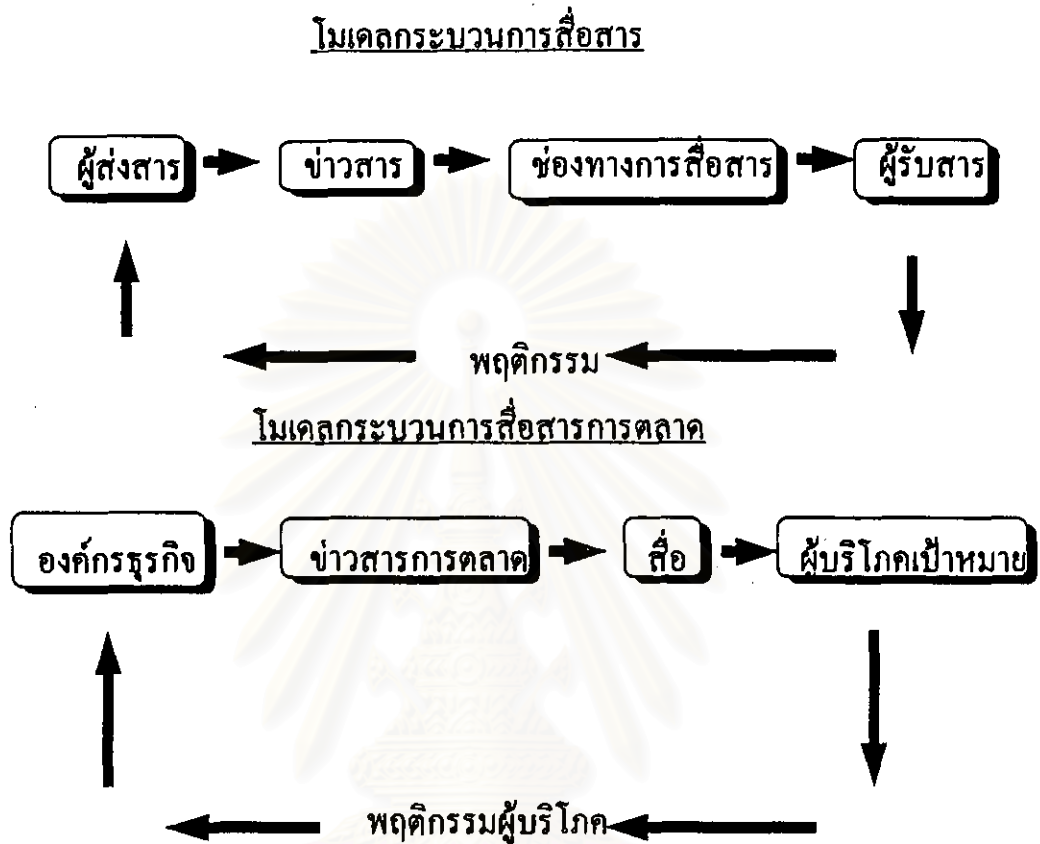 โมเดลกระบวนการสื่อสาร
ผู้ส่งสาร ข่าวสาร ช่องทางการสื่อสาร ผู้รับสาร
พฤติกรรม
โมเดลกระบวนการสื่อสารการตลาด
องค์กรธุรกิจ ข่าวสารการตลาด สื่อ ผู้บริโภคเป้าหมาย
พฤติกรรมผู้บริโภค